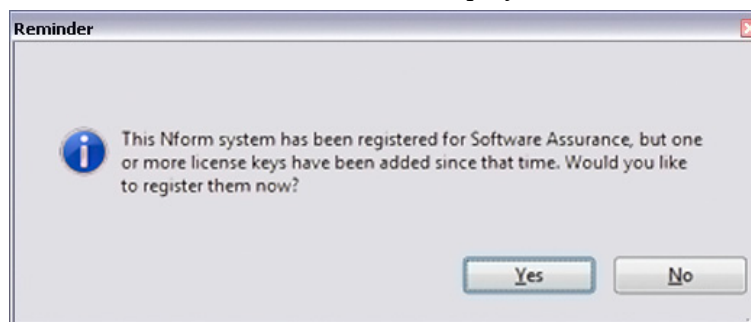 Reminder
This Nform system has been registered for Software Assurance, but one
or more license keys have been added since that time. Would you like
to register them now?
Yes No